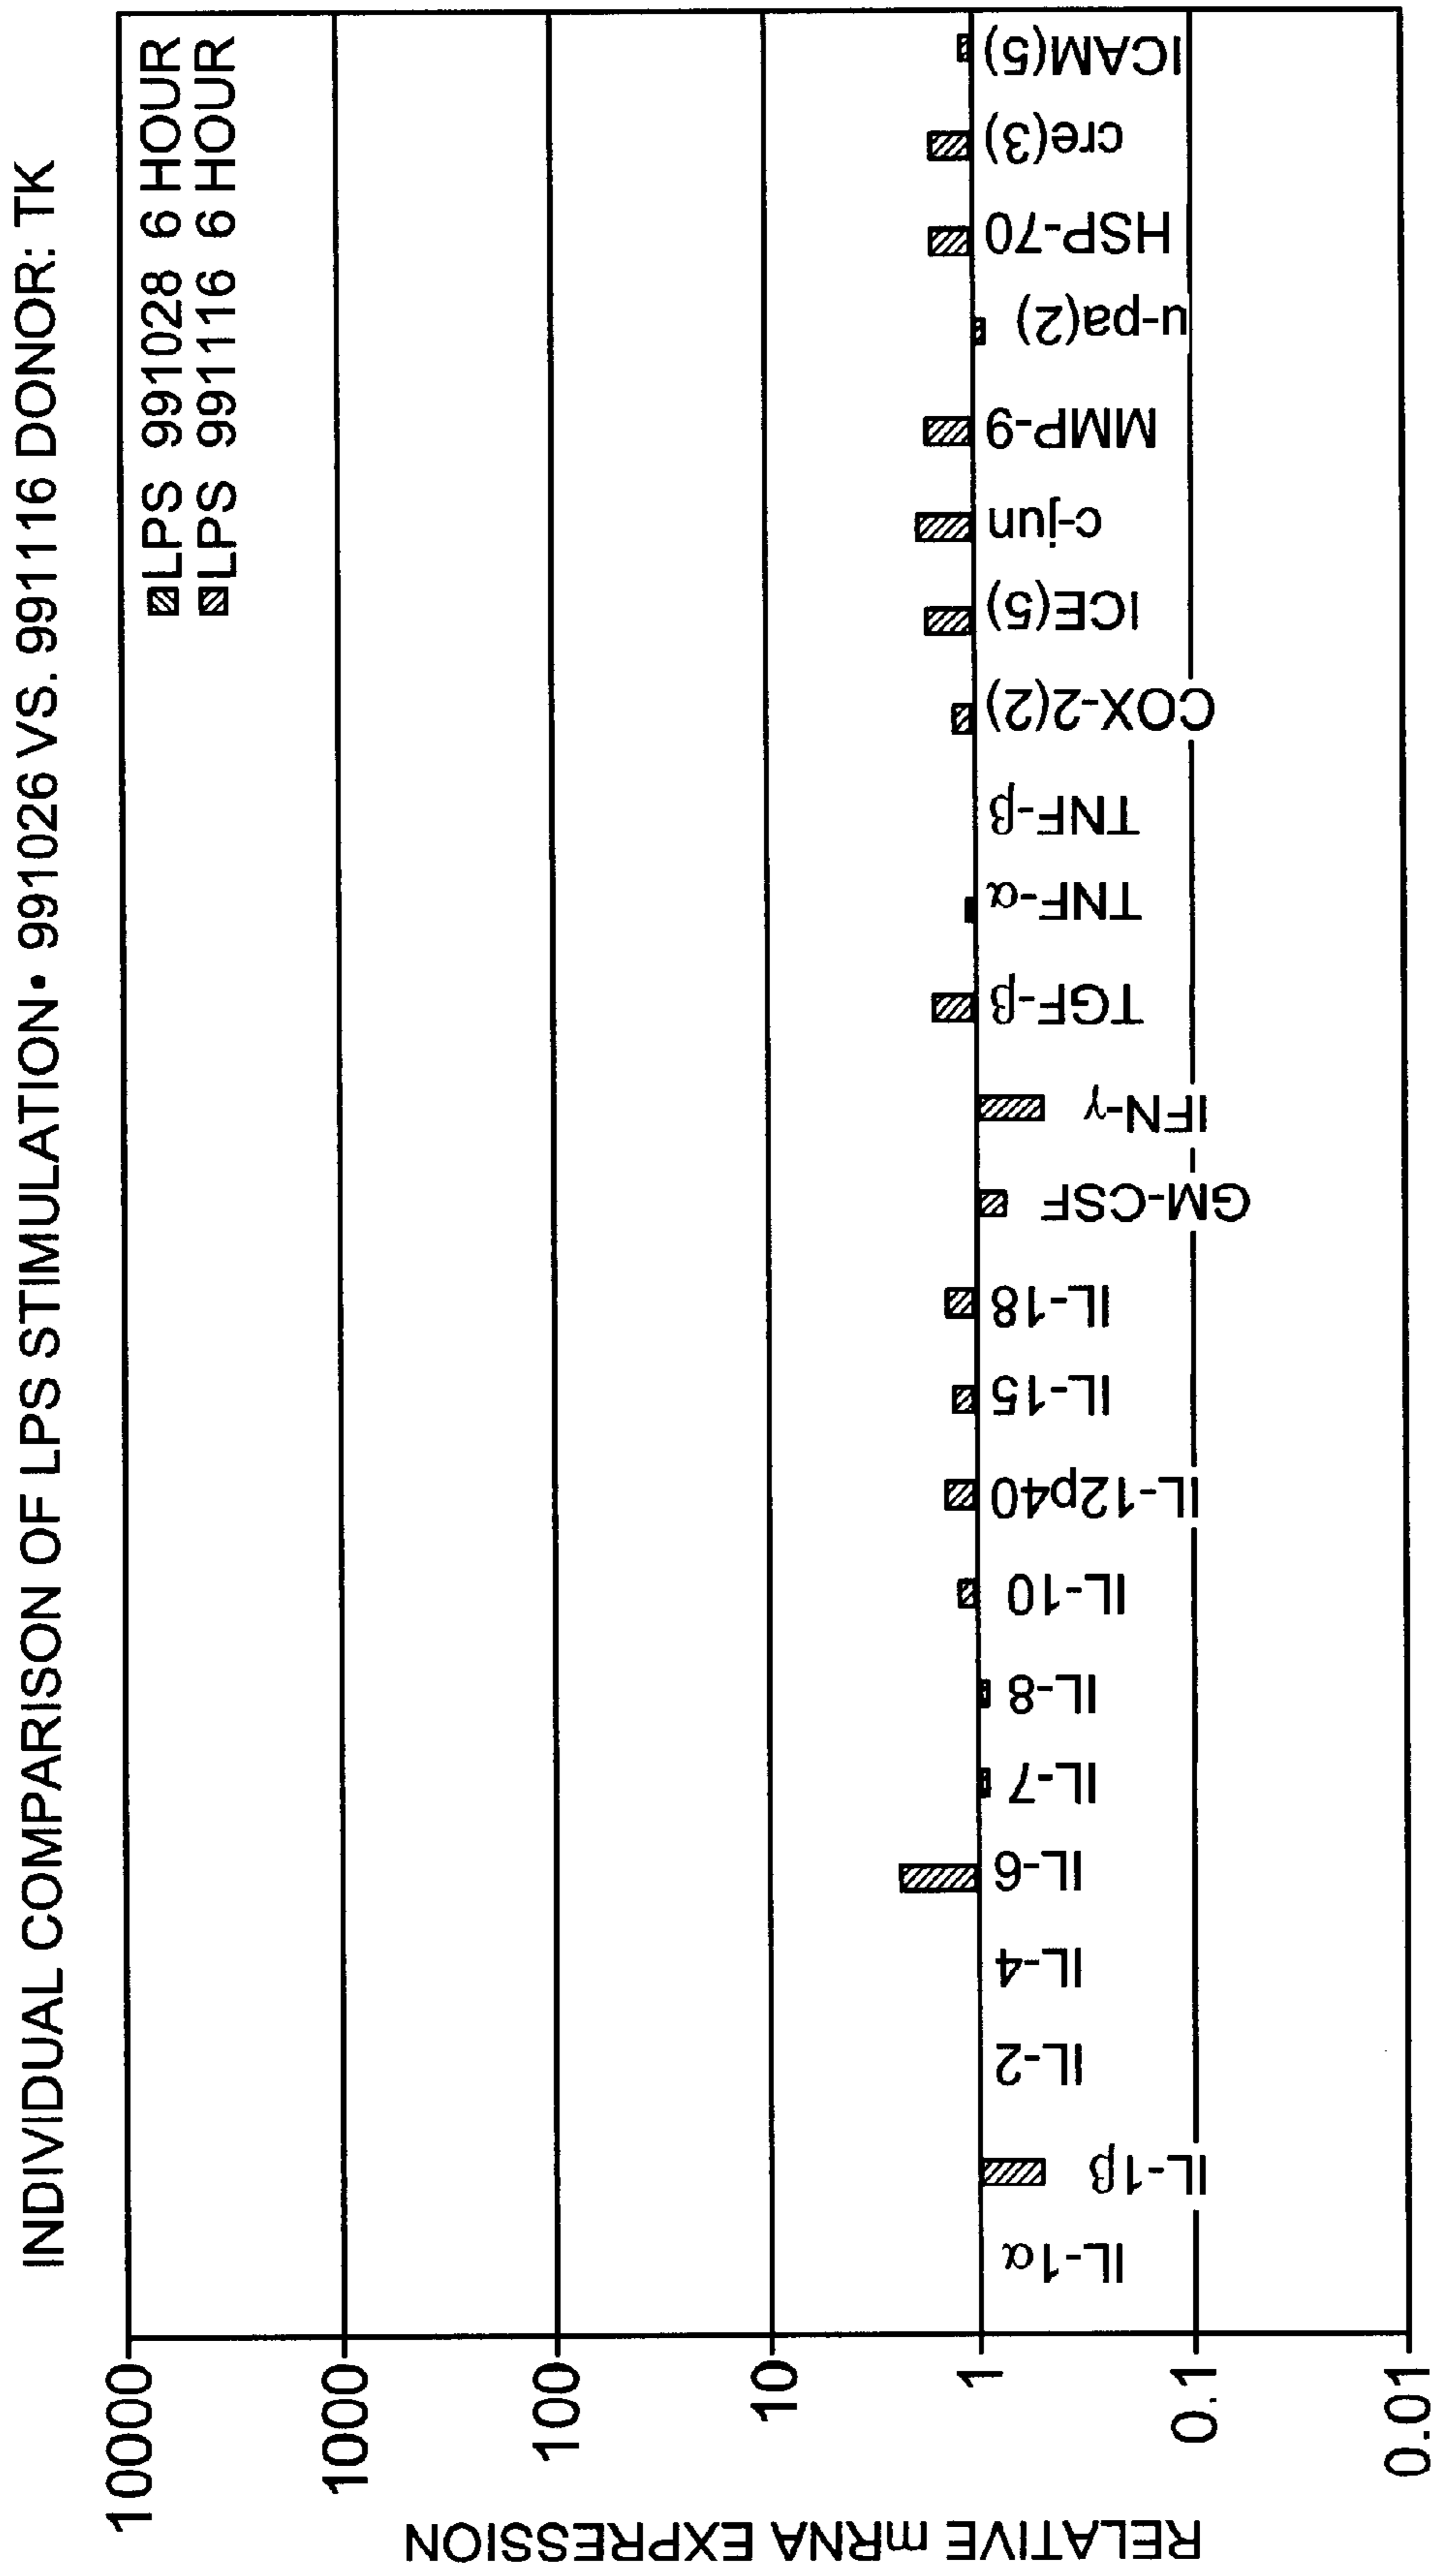 INDIVIDUAL COMPARISON OF LPS STIMULATION• 991026 VS. 991116 DONOR: TK
LPS 991028 6 HOUR
LPS 991116 6 HOUR
RELATIVE mRNA EXPRESSION
10000
1000
100
10
1
0.1
0.01
IL-1α
IL-1β
IL-2
IL-4
IL-6
IL-7
IL-8
IL-10
IL-12p40
IL-15
IL-18
GM-CSF
IFN-γ
TGF-β
TNF-α
TNF-β
COX-2(2)
ICE(5)
c-jun
MMP-9
u-pa(2)
HSP-70
cre(3)
ICAM(5)